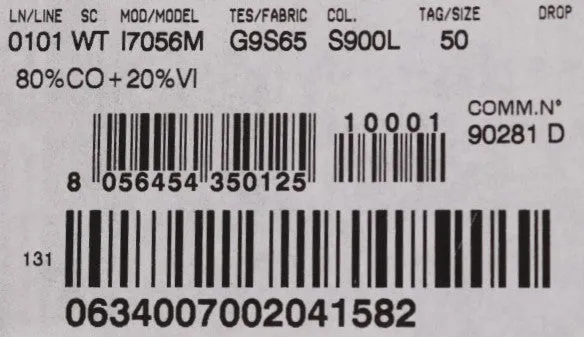 LN/LINE SC MOD/MODEL TES/FABRIC COL. TAG/SIZE DROP
0101 WT I7056M G9S65 S900L 50
80%CO+20%VI
COMM.N°
90281 D
10001
8 056454 350125
131
0634007002041582